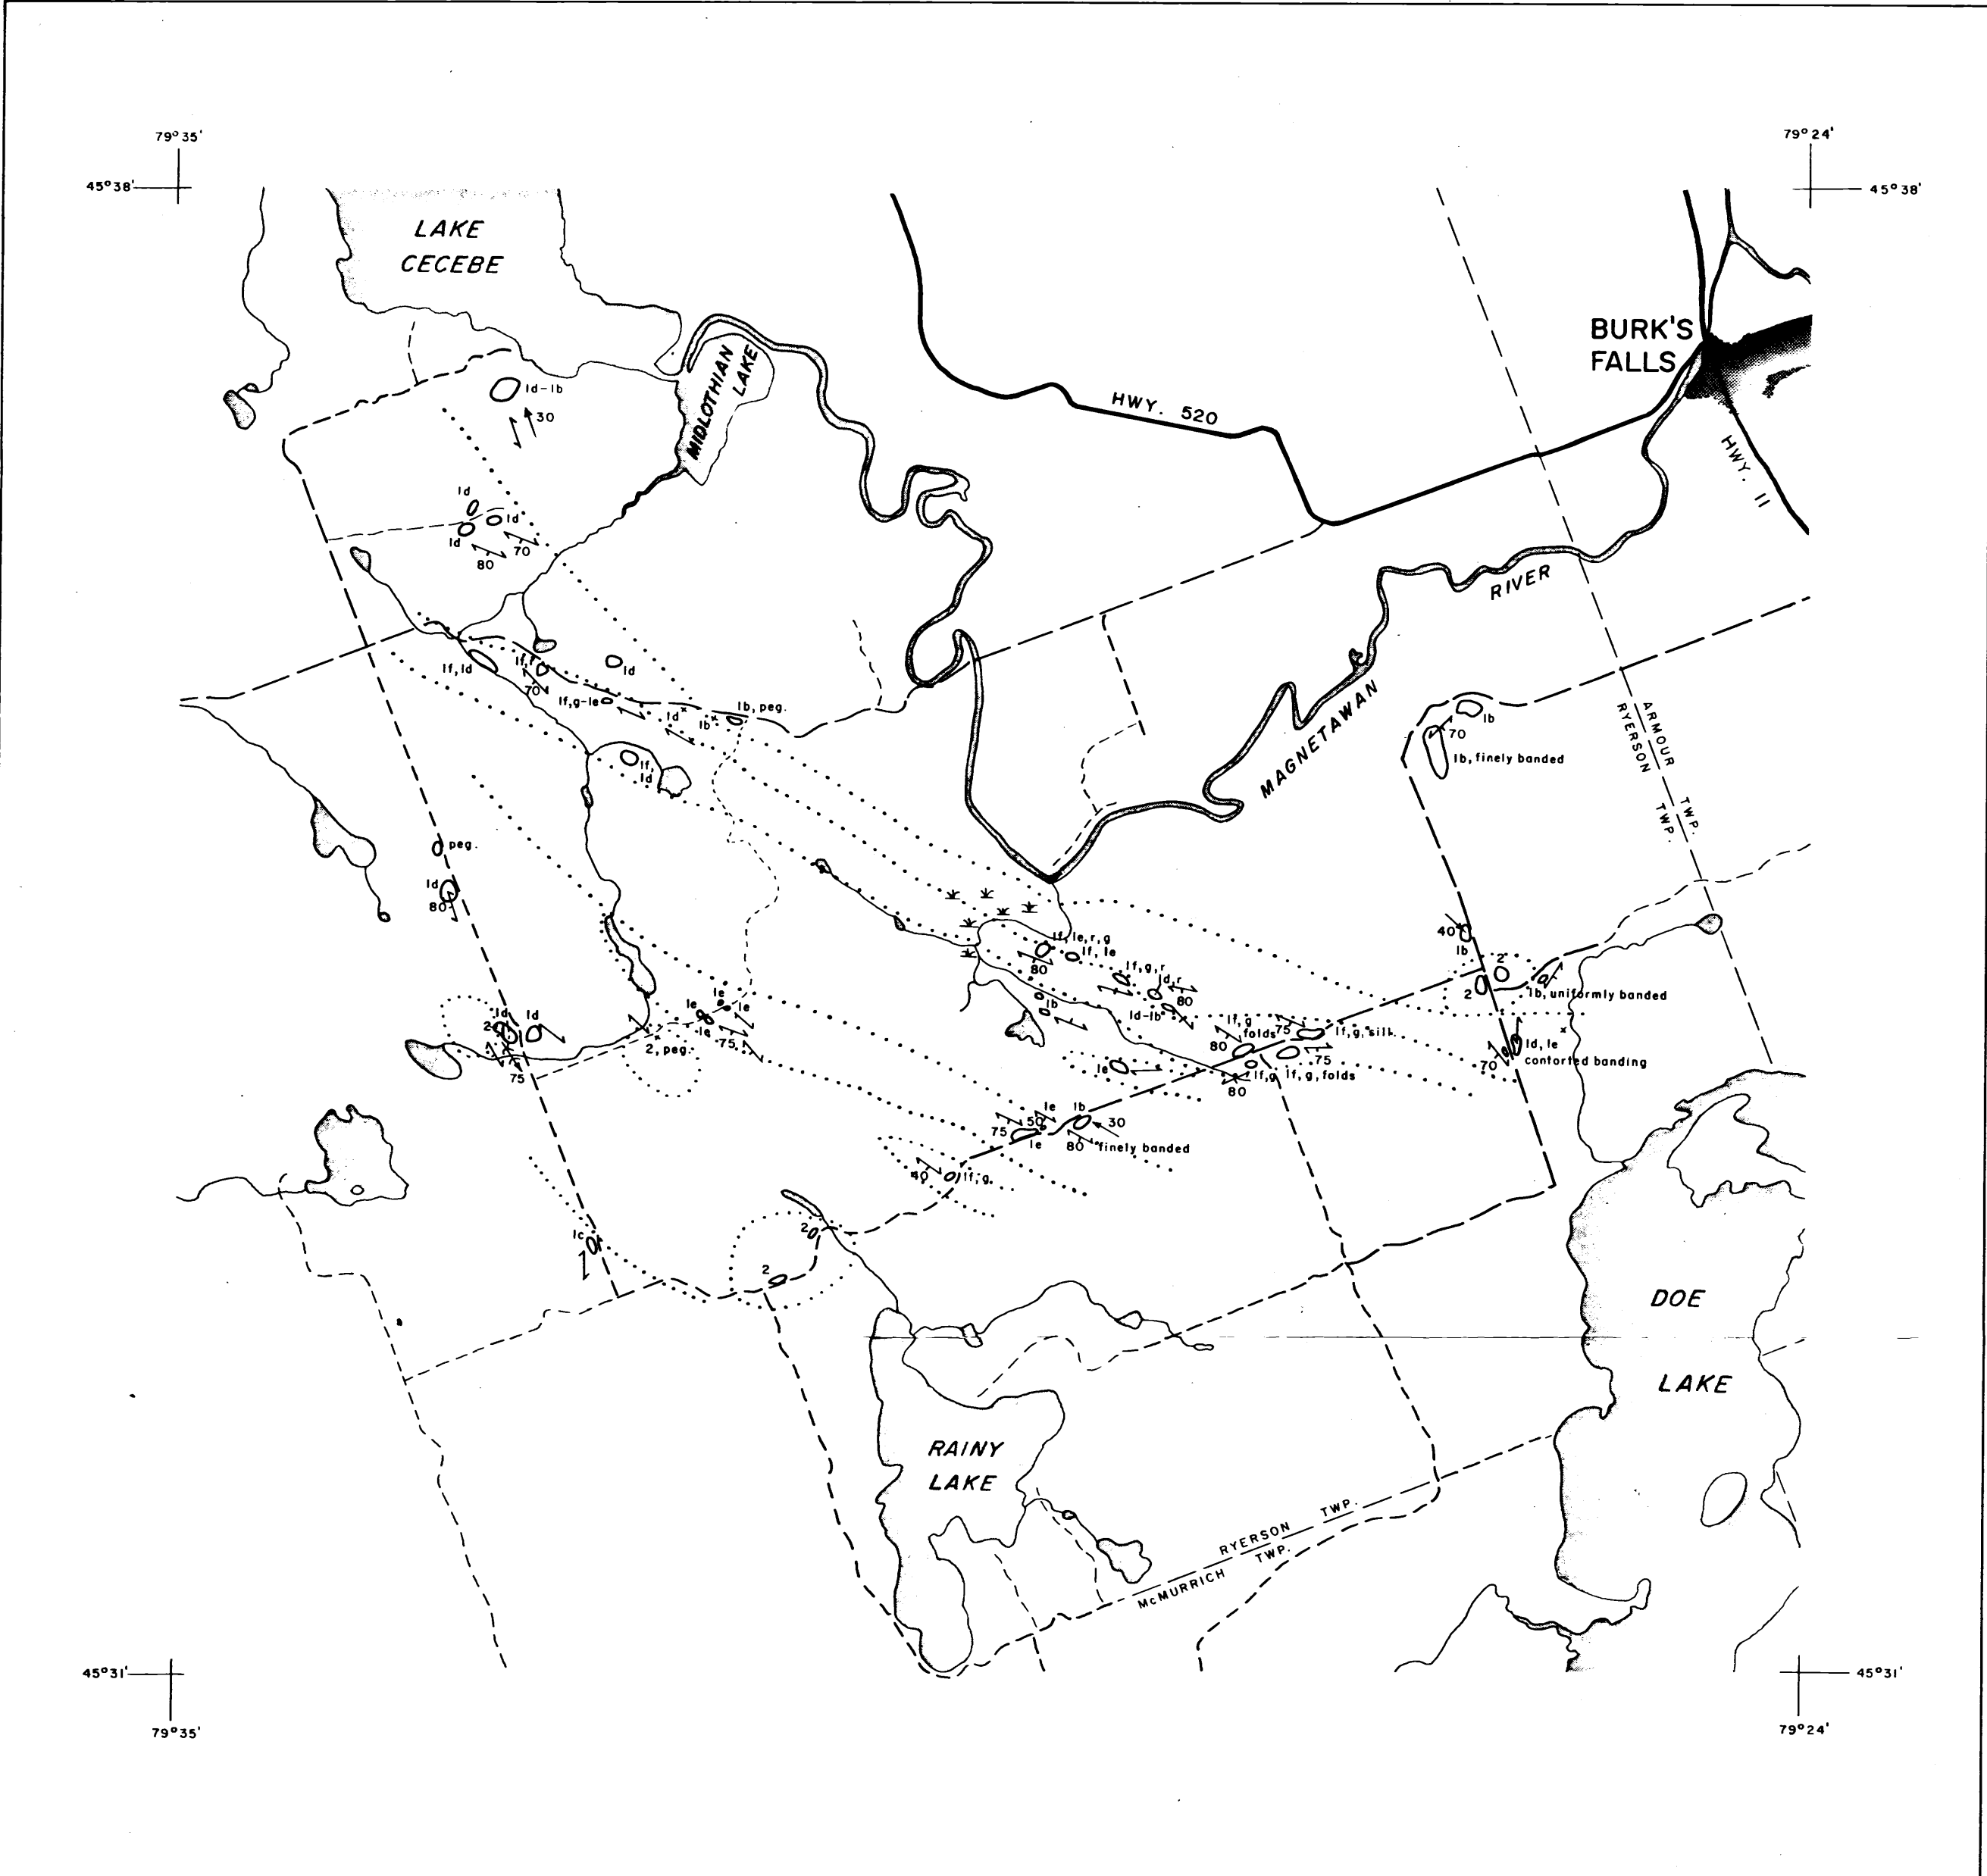 79°35'
79°24'
45°38'
45°38'
LAKE
CECEBE
BURK'S
FALLS
MIDLOTHIAN
LAKE
1d-1b
30
HWY. 520
HWY. 11
1d
1d
1d
70
80
RIVER
1f, 1d
1f, r
1d
70
1f,g-1e
1d
1b
1b, peg.
MAGNETAWAN
ARMOUR TWP.
RYERSON TWP.
1b
70
1b, finely banded
1f,
1d
peg.
1d
80
40
1b
1f,1e,r,g
1f, 1e
80
1f,g,r
1d,r
80
2
2
1b, uniformly banded
1e
1e
1e
1e
75
1b
1d-1b
1d
1d
2
75
2, peg.
1f,g
folds
75
1f,g,silk
80
75
1f,g
1f, g, folds
80
1d, 1e
contorted banding
70
1e
1e
1b
50
30
75
1e
80
finely banded
40
1f,g.
1c
2
2
DOE
LAKE
RAINY
LAKE
RYERSON TWP.
McMURRICH TWP.
45°31'
45°31'
79°35'
79°24'